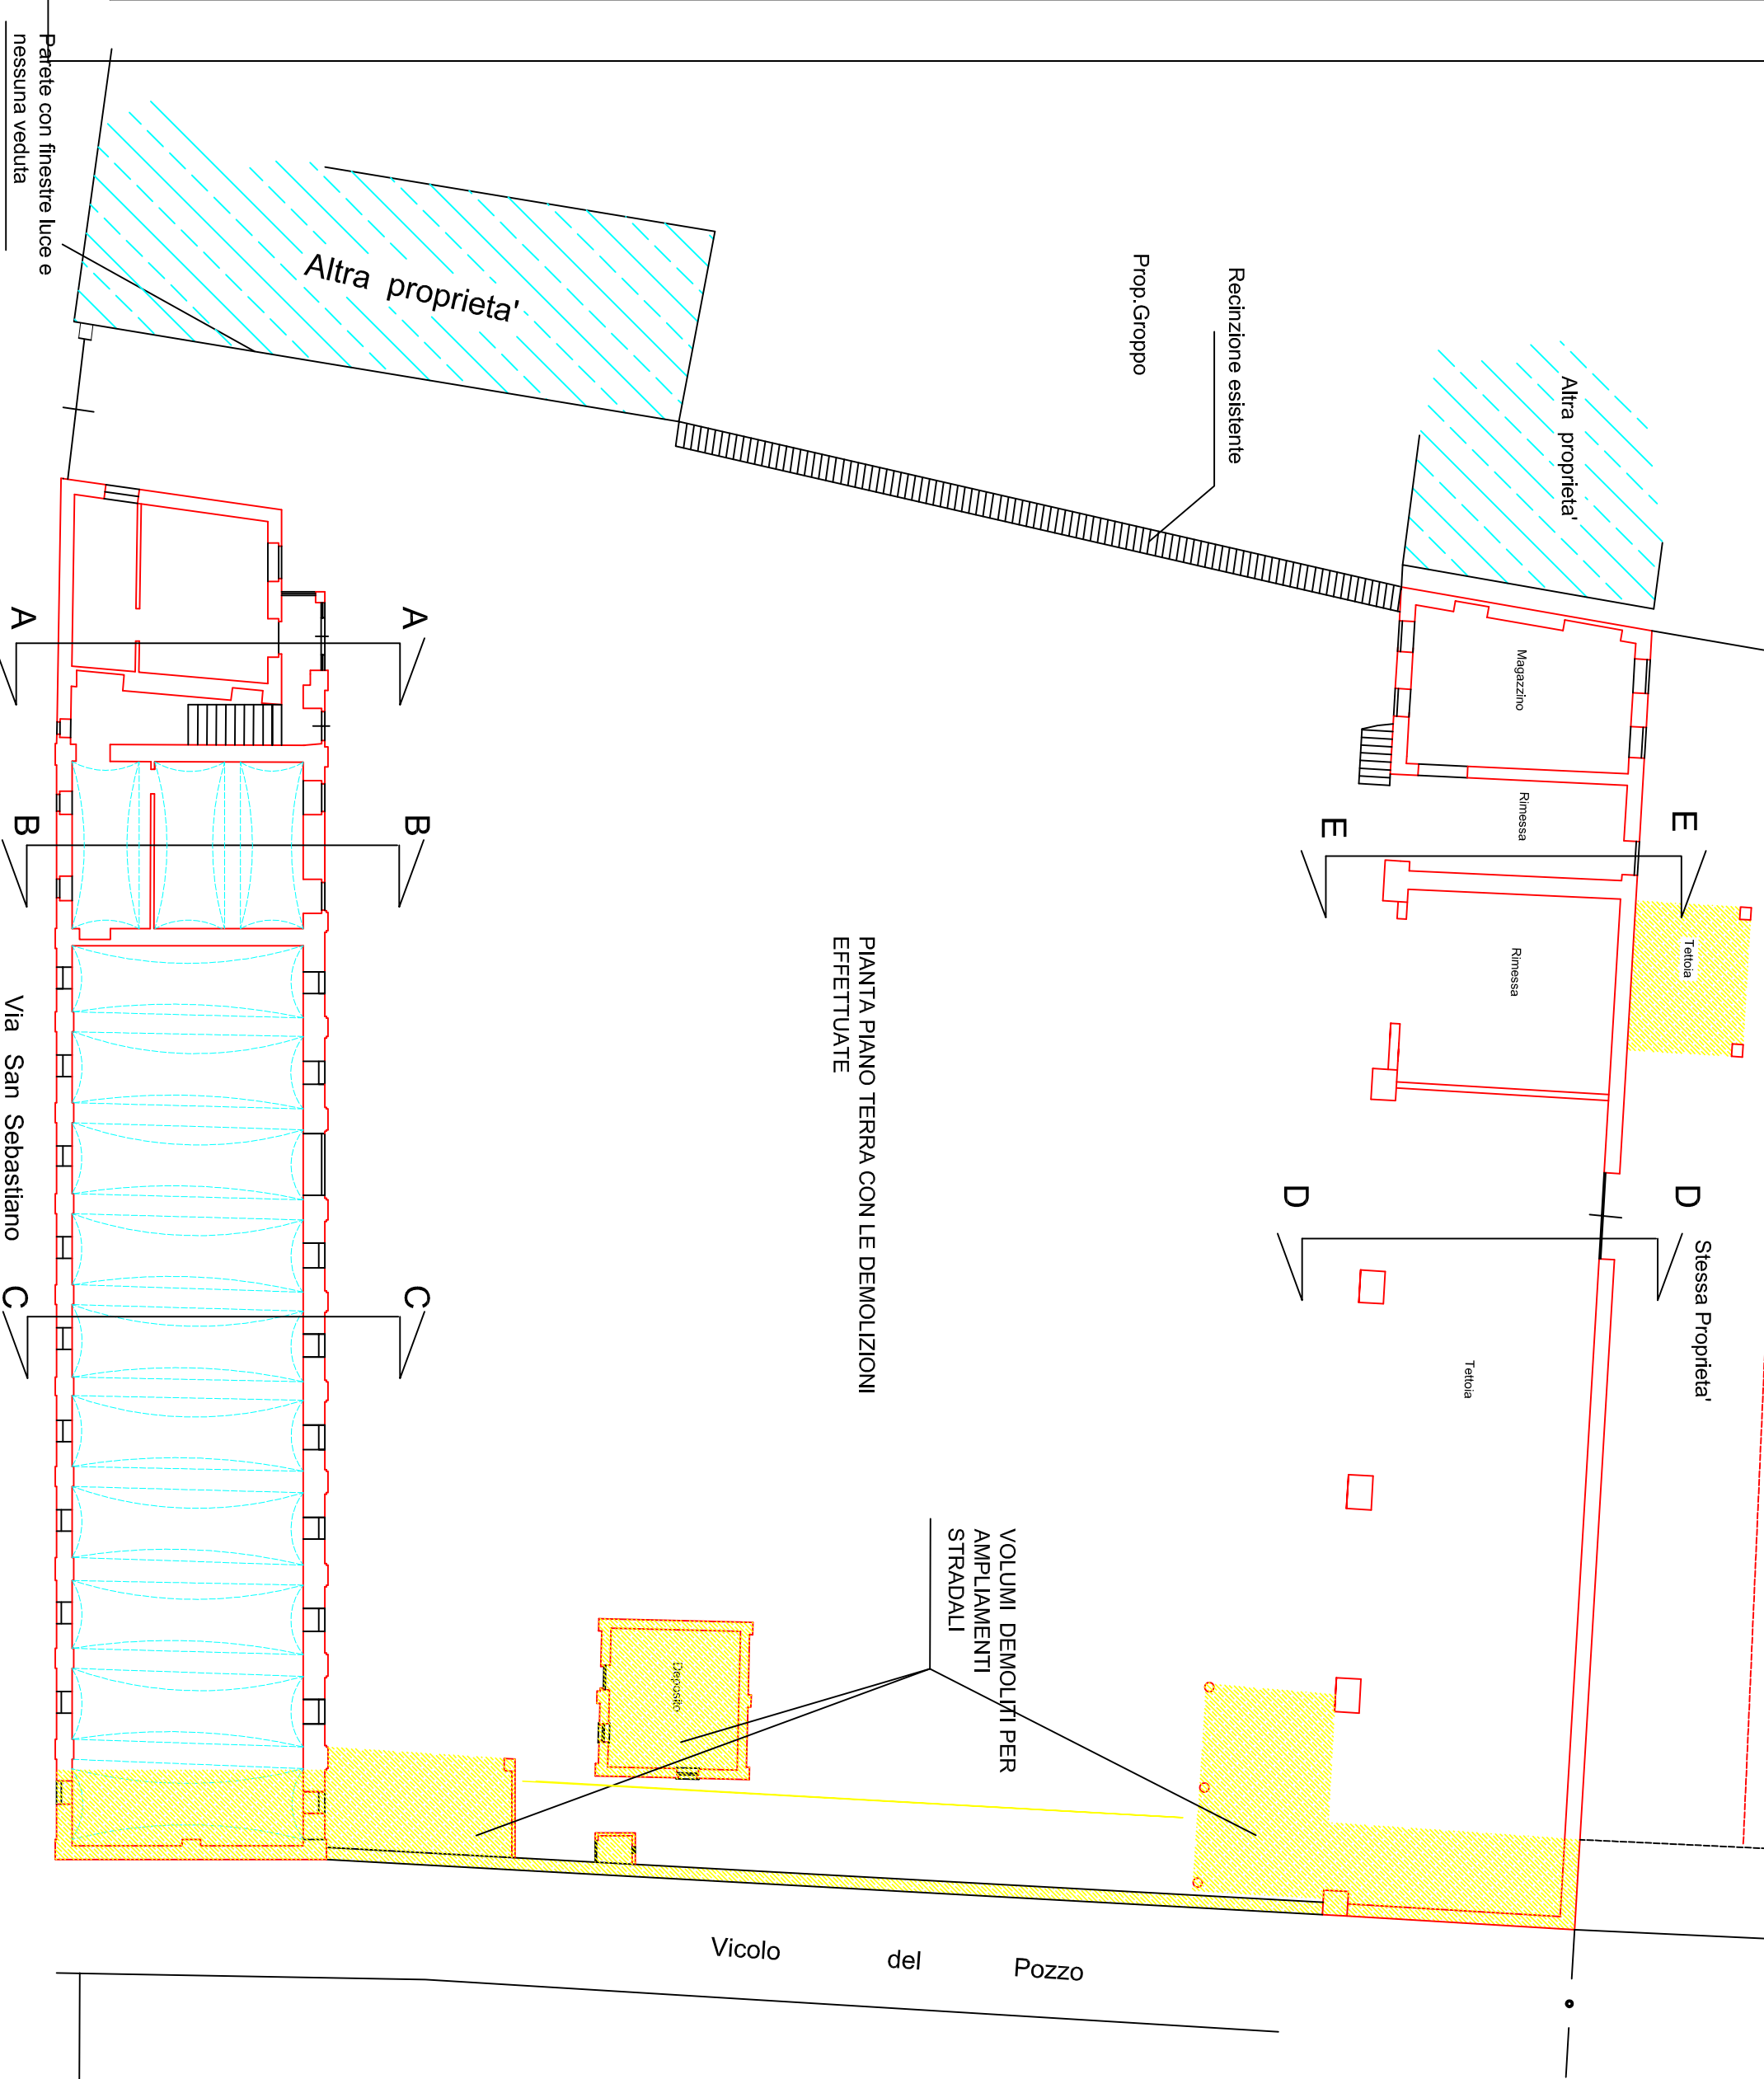 Parete con finestre luce e
nessuna veduta
Altra proprieta'
Recinzione esistente
Prop.Groppo
Altra proprieta'
Magazzino
Rimessa
Rimessa
Tettoia
Stessa Proprieta'
Tettoia
A
A
B
B
C
C
D
D
E
E
PIANTA PIANO TERRA CON LE DEMOLIZIONI
EFFETTUATE
VOLUMI DEMOLITI PER
AMPLIAMENTI
STRADALI
Deposito
Via San Sebastiano
Vicolo del Pozzo